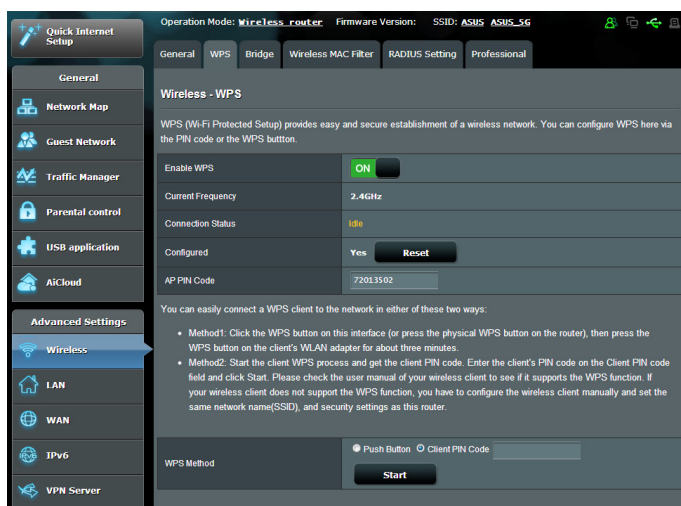 Operation Mode: Wireless router Firmware Version: SSID: ASUS ASUS_5G
Quick Internet
Setup
General WPS Bridge Wireless MAC Filter RADIUS Setting Professional
General
Network Map
Guest Network
Traffic Manager
Parental control
USB application
AiCloud
Advanced Settings
Wireless
LAN
WAN
IPv6
IPv6
VPN Server
Wireless - WPS
WPS (Wi-Fi Protected Setup) provides easy and secure establishment of a wireless network. You can configure WPS here via
the PIN code or the WPS buttton.
Enable WPS ON
Current Frequency 2.4GHz
Connection Status Idle
Configured Yes Reset
AP PIN Code 72013502
You can easily connect a WPS client to the network in either of these two ways:
• Method1: Click the WPS button on this interface (or press the physical WPS button on the router), then press the
WPS button on the client's WLAN adapter for about three minutes.
• Method2: Start the client WPS process and get the client PIN code. Enter the client's PIN code on the Client PIN code
field and click Start. Please check the user manual of your wireless client to see if it supports the WPS function. If
your wireless client does not support the WPS function, you have to configure the wireless client manually and set the
same network name(SSID), and security settings as this router.
WPS Method Push Button Client PIN Code
Start